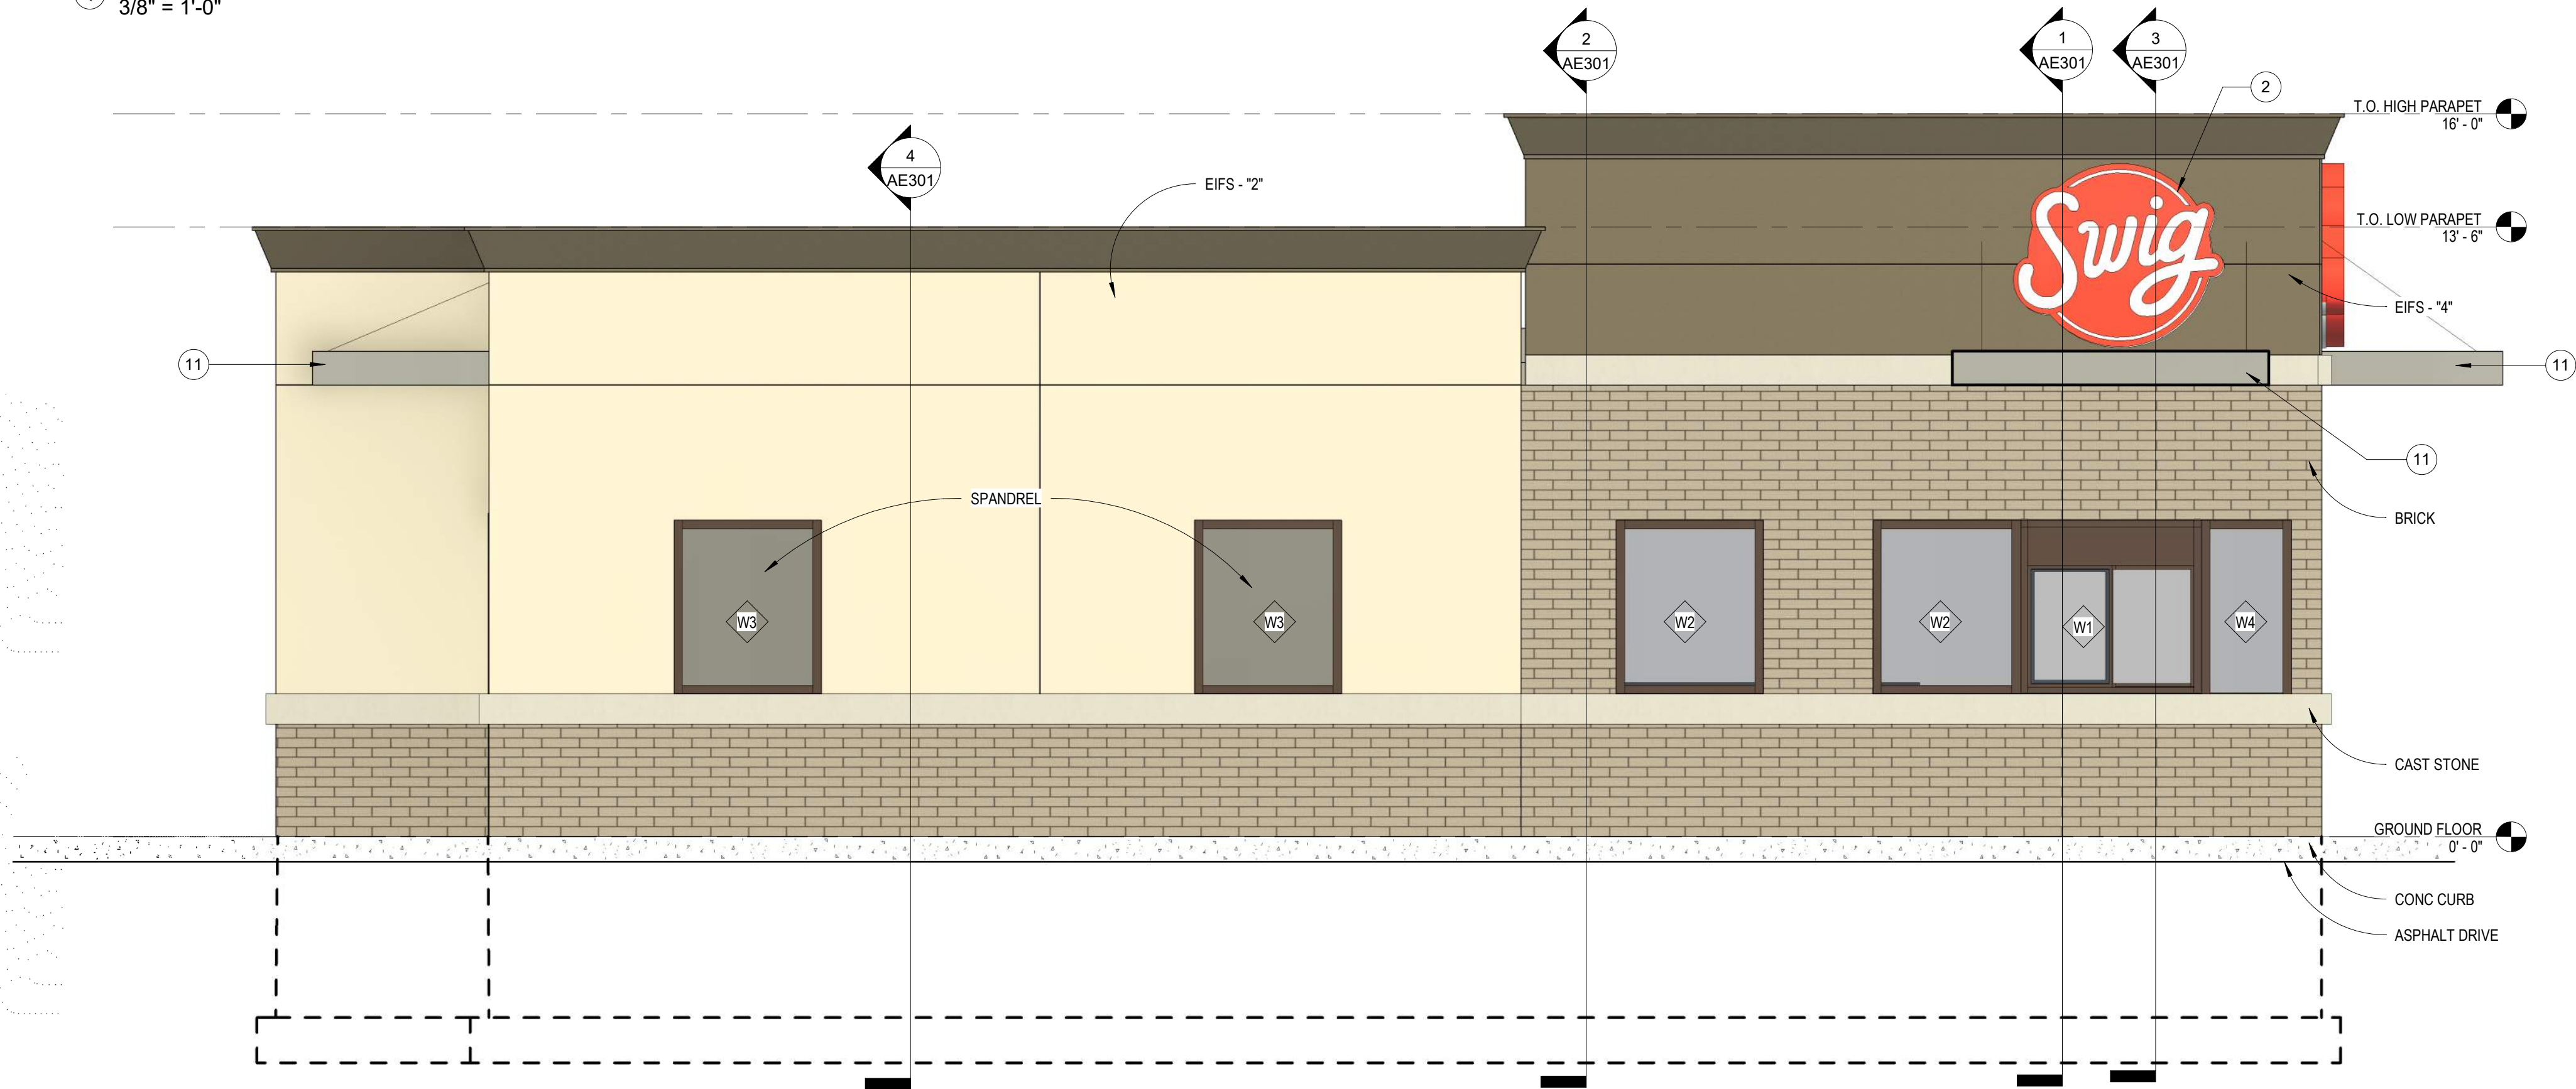 3/8" = 1'-0"
2
AE301
1
AE301
3
AE301
2
T.O. HIGH PARAPET
16' - 0"
4
AE301
EIFS - "2"
Swig
T.O. LOW PARAPET
13' - 6"
EIFS - "4"
11
11
11
SPANDREL
BRICK
W3
W3
W2
W2
W1
W4
CAST STONE
GROUND FLOOR
0' - 0"
CONC CURB
ASPHALT DRIVE